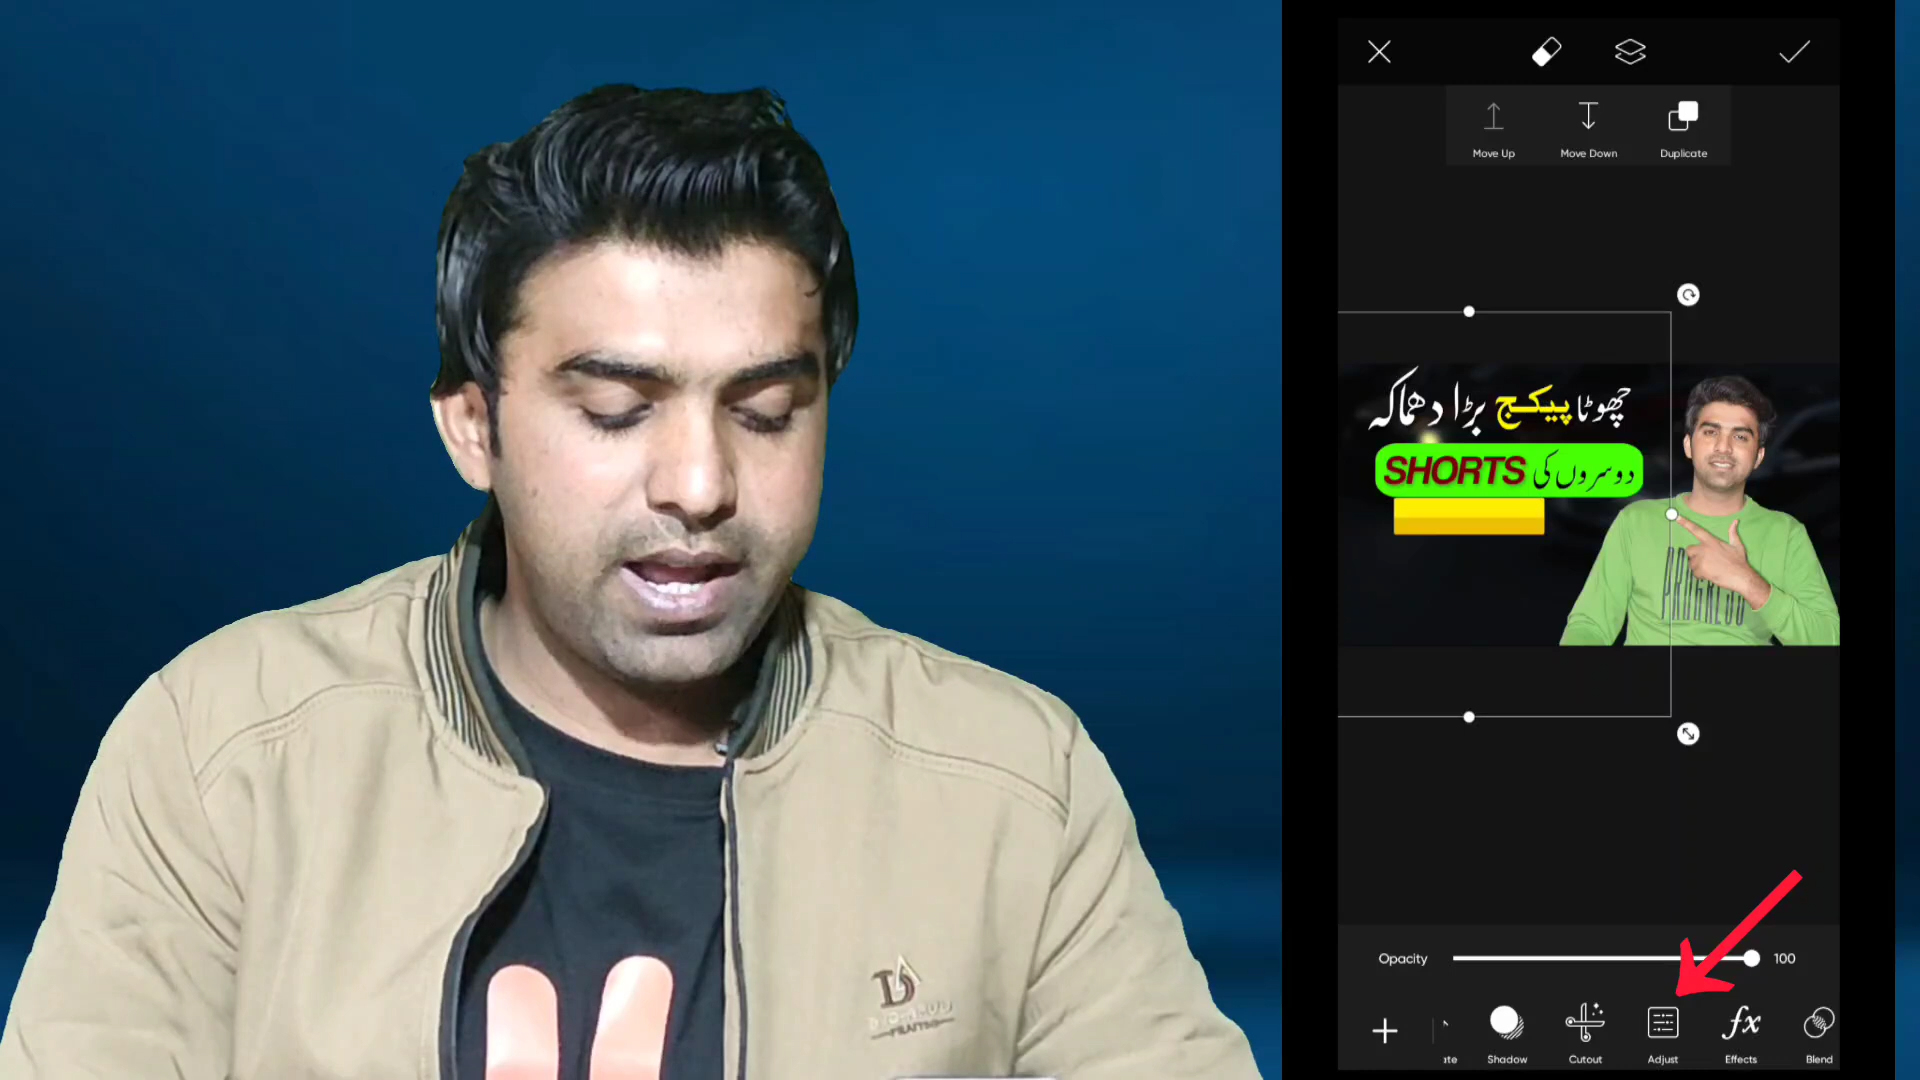 Move Up Move Down Duplicate
چھوٹا پیکج بڑا دھماکہ
دوسروں کی SHORTS
PROGRESS
Opacity 100
Shadow Cutout Adjust Effects Blend